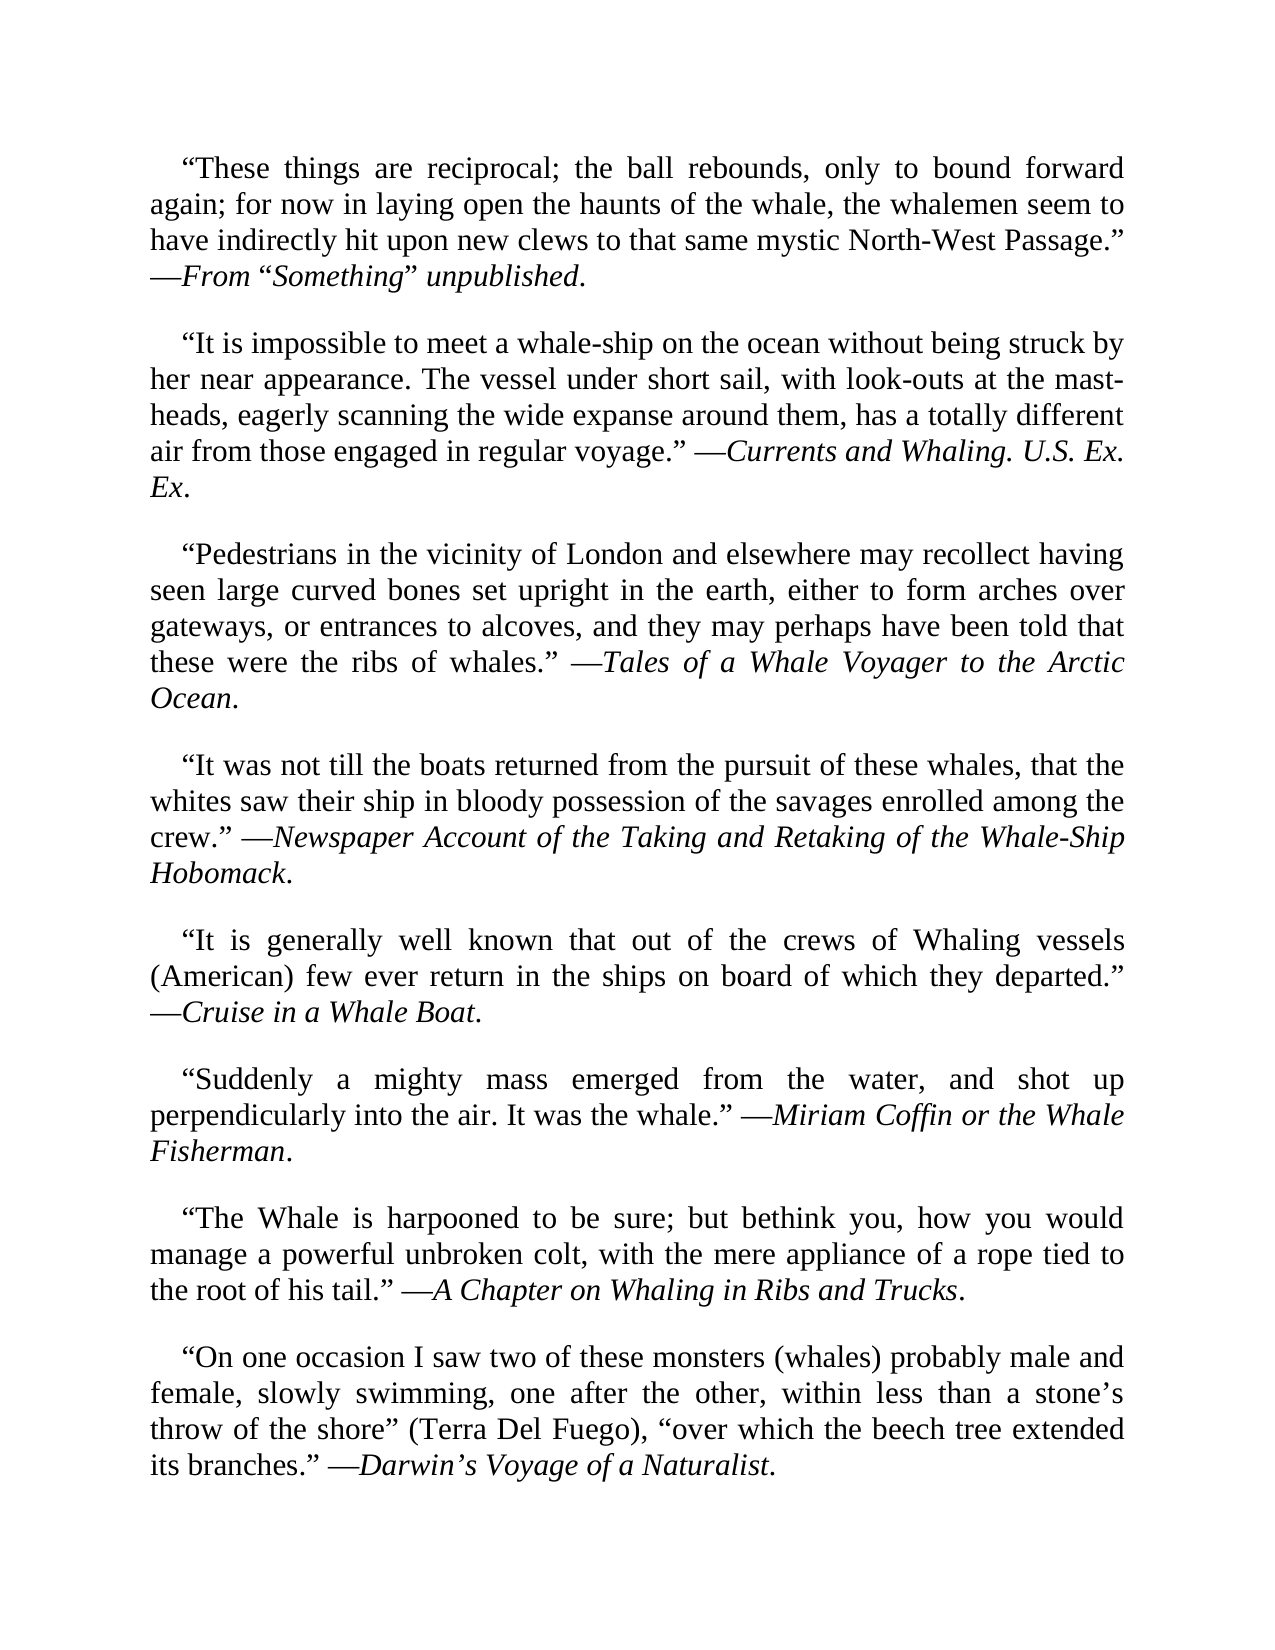 “These things are reciprocal; the ball rebounds, only to bound forward
again; for now in laying open the haunts of the whale, the whalemen seem to
have indirectly hit upon new clews to that same mystic North-West Passage.”
—From “Something” unpublished.
“It is impossible to meet a whale-ship on the ocean without being struck by
her near appearance. The vessel under short sail, with look-outs at the mast-
heads, eagerly scanning the wide expanse around them, has a totally different
air from those engaged in regular voyage.” —Currents and Whaling. U.S. Ex.
Ex.
“Pedestrians in the vicinity of London and elsewhere may recollect having
seen large curved bones set upright in the earth, either to form arches over
gateways, or entrances to alcoves, and they may perhaps have been told that
these were the ribs of whales.” —Tales of a Whale Voyager to the Arctic
Ocean.
“It was not till the boats returned from the pursuit of these whales, that the
whites saw their ship in bloody possession of the savages enrolled among the
crew.” —Newspaper Account of the Taking and Retaking of the Whale-Ship
Hobomack.
“It is generally well known that out of the crews of Whaling vessels
(American) few ever return in the ships on board of which they departed.”
—Cruise in a Whale Boat.
“Suddenly a mighty mass emerged from the water, and shot up
perpendicularly into the air. It was the whale.” —Miriam Coffin or the Whale
Fisherman.
“The Whale is harpooned to be sure; but bethink you, how you would
manage a powerful unbroken colt, with the mere appliance of a rope tied to
the root of his tail.” —A Chapter on Whaling in Ribs and Trucks.
“On one occasion I saw two of these monsters (whales) probably male and
female, slowly swimming, one after the other, within less than a stone’s
throw of the shore” (Terra Del Fuego), “over which the beech tree extended
its branches.” —Darwin’s Voyage of a Naturalist.